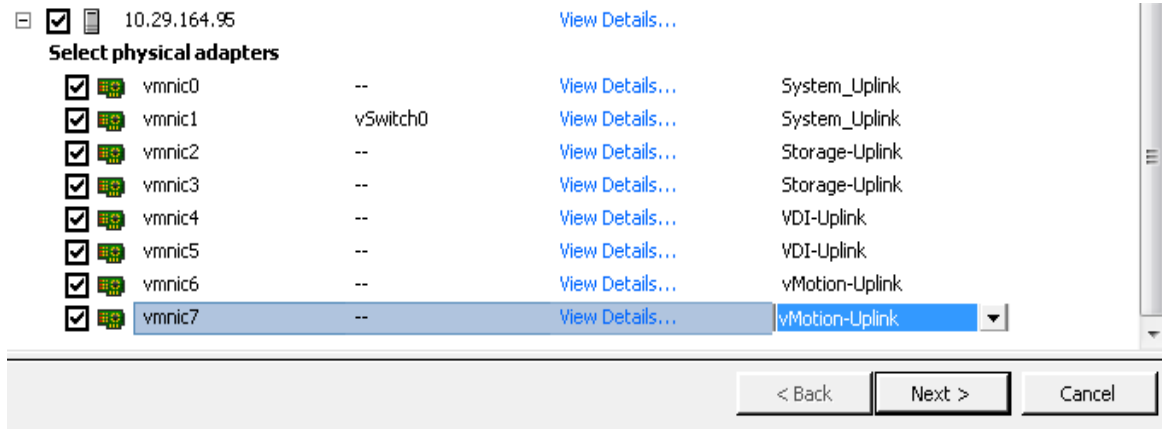 10.29.164.95 View Details...
Select physical adapters
vmnic0 -- View Details... System_Uplink
vmnic1 vSwitch0 View Details... System_Uplink
vmnic2 -- View Details... Storage-Uplink
vmnic3 -- View Details... Storage-Uplink
vmnic4 -- View Details... VDI-Uplink
vmnic5 -- View Details... VDI-Uplink
vmnic6 -- View Details... vMotion-Uplink
vmnic7 -- View Details... vMotion-Uplink
< Back Next > Cancel